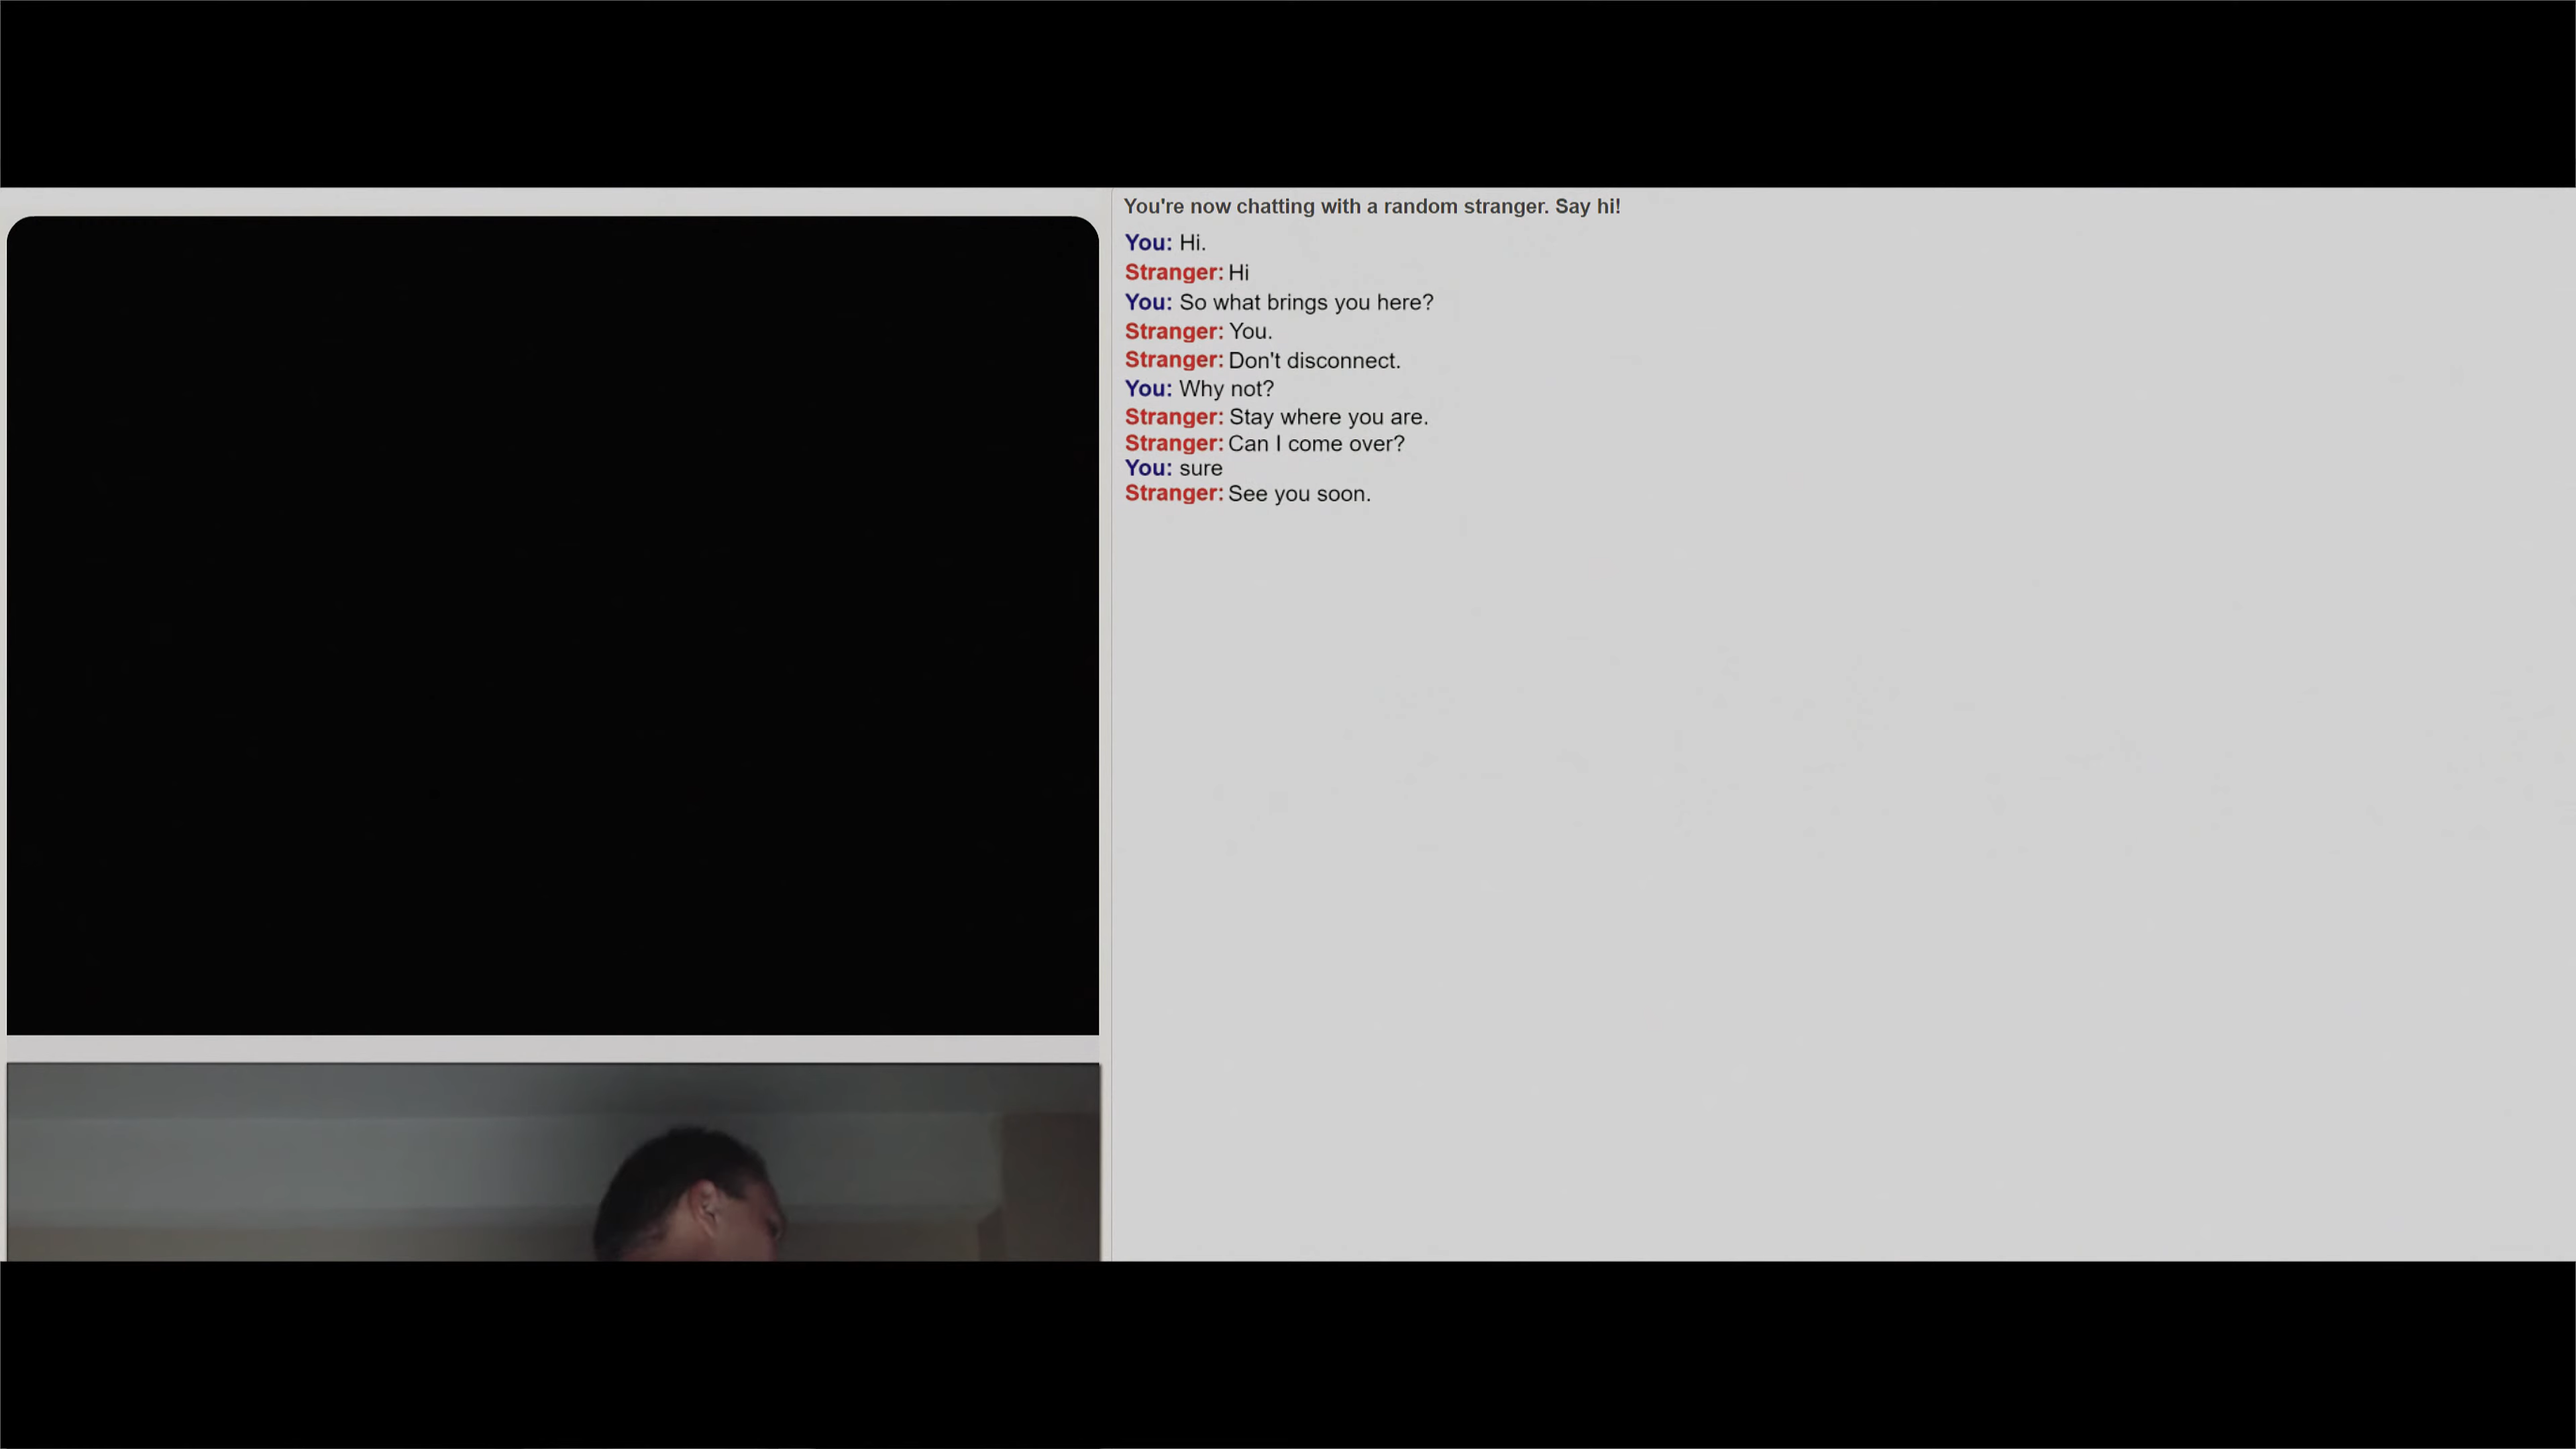 You're now chatting with a random stranger. Say hi!
You: Hi.
Stranger: Hi
You: So what brings you here?
Stranger: You.
Stranger: Don't disconnect.
You: Why not?
Stranger: Stay where you are.
Stranger: Can I come over?
You: sure
Stranger: See you soon.